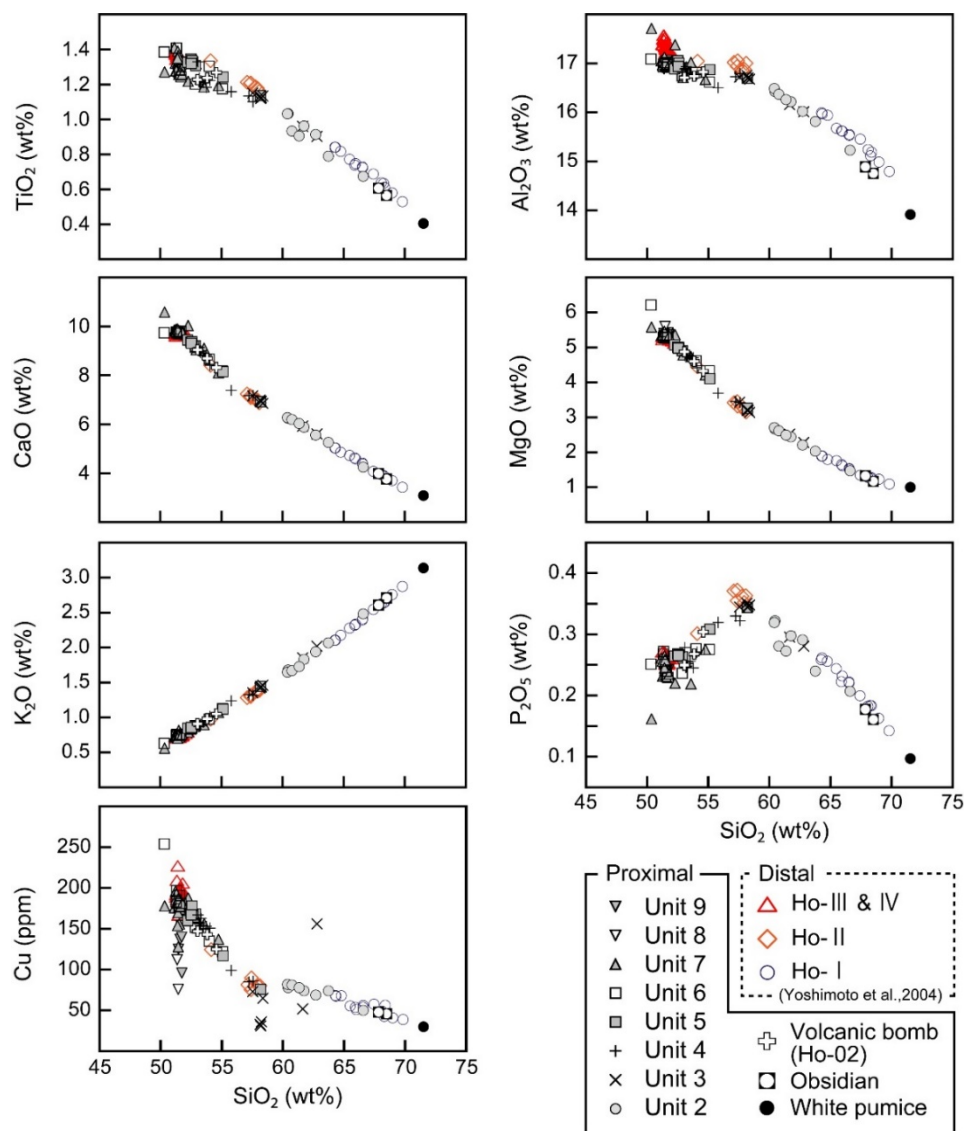 TiO₂ (wt%)
1.4
1.2
1.0
0.8
0.6
0.4
Al₂O₃ (wt%)
17
16
15
14
CaO (wt%)
10
8
6
4
MgO (wt%)
6
5
4
3
2
1
K₂O (wt%)
3.0
2.5
2.0
1.5
1.0
0.5
P₂O₅ (wt%)
0.4
0.3
0.2
0.1
45 50 55 60 65 70 75
SiO₂ (wt%)
Cu (ppm)
250
200
150
100
50
45 50 55 60 65 70 75
SiO₂ (wt%)
Proximal
Unit 9
Unit 8
Unit 7
Unit 6
Unit 5
Unit 4
Unit 3
Unit 2
Distal
Ho-III & IV
Ho-II
Ho-I
(Yoshimoto et al.,2004)
Volcanic bomb
(Ho-02)
Obsidian
White pumice